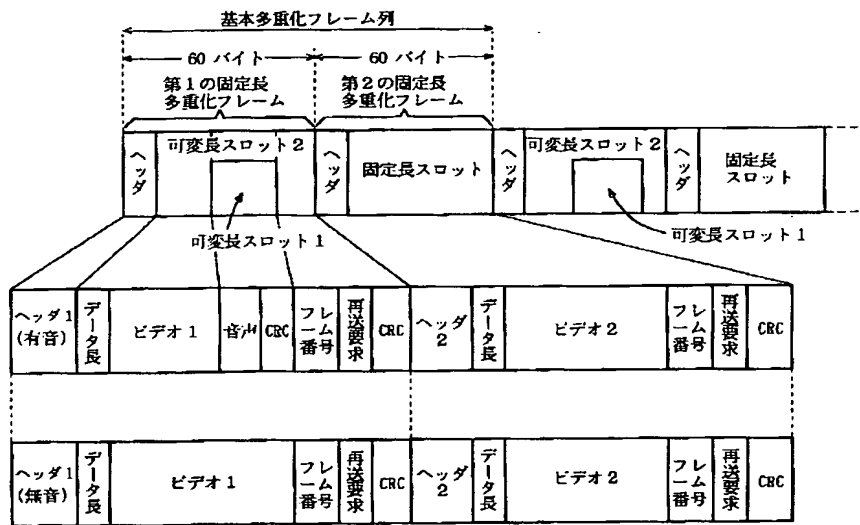 基本多重化フレーム列
60 バイト
60 バイト
第1の固定長
多重化フレーム
第2の固定長
多重化フレーム
ヘッダ
可変長スロット2
ヘッダ
固定長スロット
ヘッダ
可変長スロット2
ヘッダ
固定長
スロット
可変長スロット1
可変長スロット1
ヘッダ1
(有音)
データ長
ビデオ1
音声
CRC
フレーム番号
再送要求
CRC
ヘッダ
2
データ長
ビデオ2
フレーム番号
再送要求
CRC
ヘッダ1
(無音)
データ長
ビデオ1
フレーム番号
再送要求
CRC
ヘッダ
2
データ長
ビデオ2
フレーム番号
再送要求
CRC